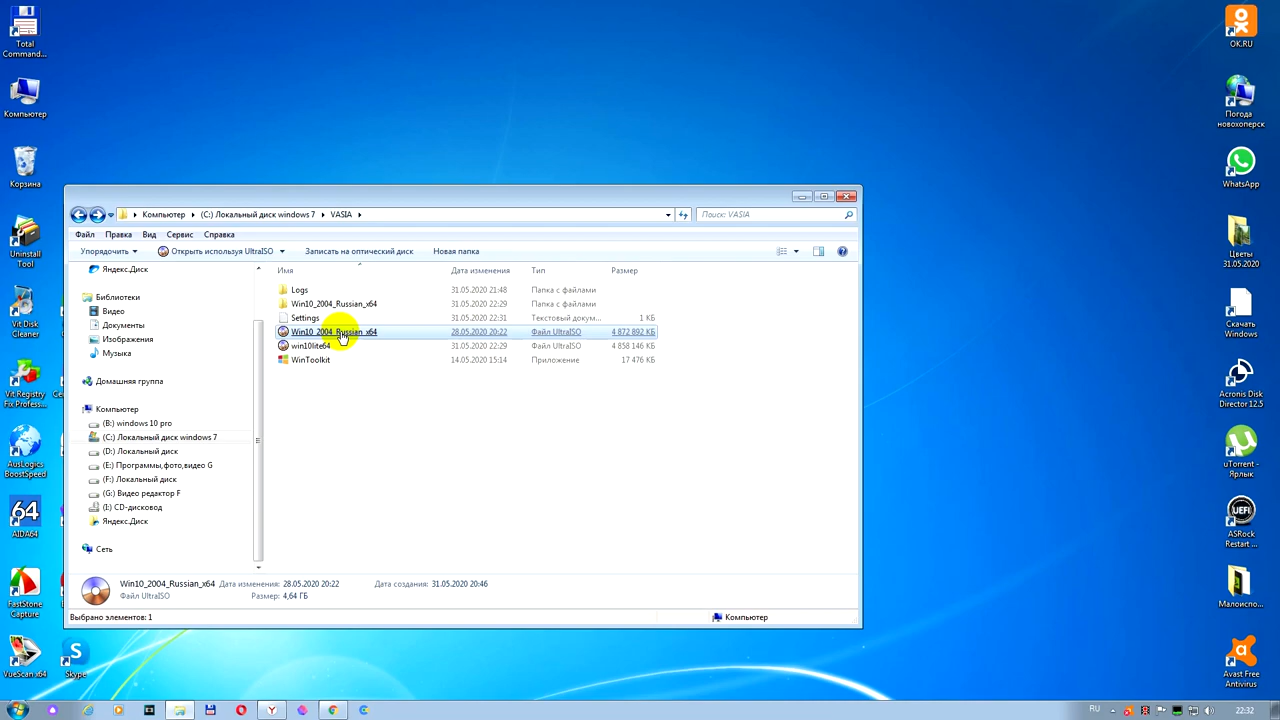 Total
Command...
Компьютер
Корзина
Uninstall
Tool
Vit Disk
Cleaner
Vit Registry
Fix Profess...
AusLogics
BoostSpeed
64
AIDA64
FastStone
Capture
VueScan x64
S
Skype
Компьютер
(C:) Локальный диск windows 7
VASIA
Поиск: VASIA
Файл Правка Вид Сервис Справка
Упорядочить Открыть используя UltraISO Записать на оптический диск Новая папка
Имя Дата изменения Тип Размер
Logs 31.05.2020 21:48 Папка с файлами
Win10_2004_Russian_x64 31.05.2020 22:29 Папка с файлами
Settings 31.05.2020 22:31 Текстовый докум... 1 КБ
Win10_2004_Russian_x64 28.05.2020 20:22 Файл UltraISO 4 872 892 КБ
win10lite64 31.05.2020 22:29 Файл UltraISO 4 858 146 КБ
WinToolkit 14.05.2020 15:14 Приложение 17 476 КБ
Яндекс.Диск
Библиотеки
Видео
Документы
Изображения
Музыка
Домашняя группа
Компьютер
(B:) windows 10 pro
(C:) Локальный диск windows 7
(D:) Локальный диск
(E:) Программы,фото,видео G
(F:) Локальный диск
(G:) Видео редактор F
(I:) CD-дисковод
Яндекс.Диск
Сеть
Win10_2004_Russian_x64 Дата изменения: 28.05.2020 20:22 Дата создания: 31.05.2020 20:46
Файл UltraISO Размер: 4,64 ГБ
Выбрано элементов: 1 Компьютер
OK.RU
Погода
новохоперск
WhatsApp
Цветы
31.05.2020
Скачать
Windows
Acronis Disk
Director 12.5
uTorrent -
Ярлык
UEFI
ASRock
Restart ...
Малоиспо...
Avast Free
Antivirus
RU 22:32